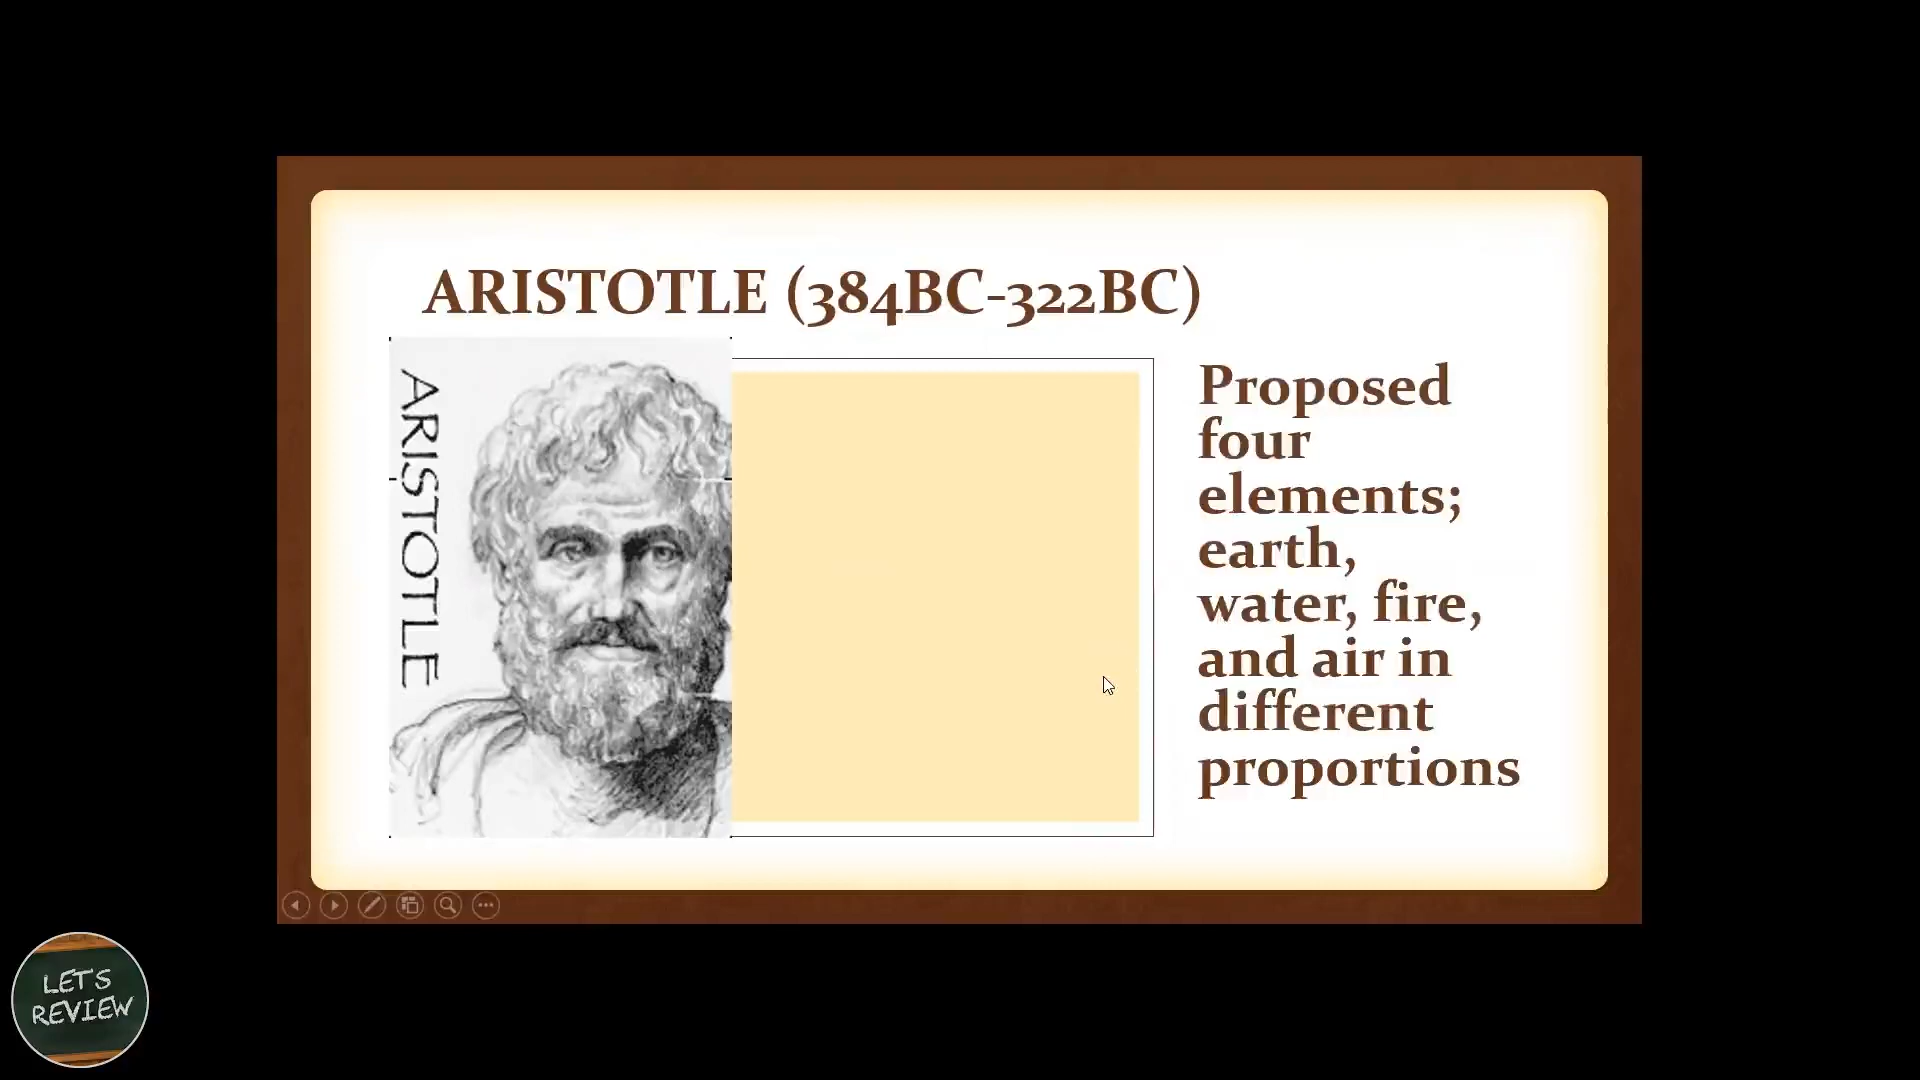 ARISTOTLE (384BC-322BC)
ARISTOTLE
Proposed
four
elements;
earth,
water, fire,
and air in
different
proportions
LET'S
REVIEW